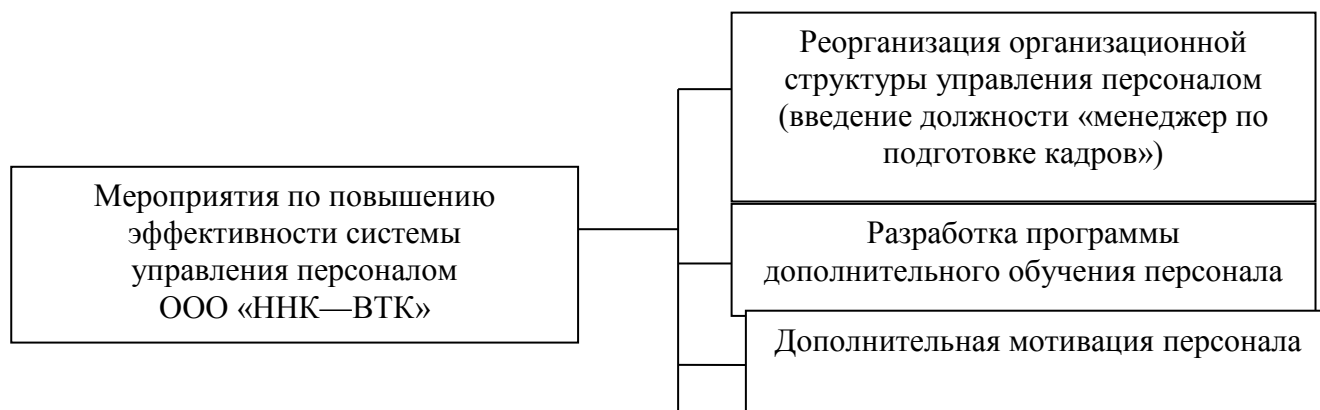 Мероприятия по повышению
эффективности системы
управления персоналом
ООО «ННК—ВТК»
Реорганизация организационной
структуры управления персоналом
(введение должности «менеджер по
подготовке кадров»)
Разработка программы
дополнительного обучения персонала
Дополнительная мотивация персонала